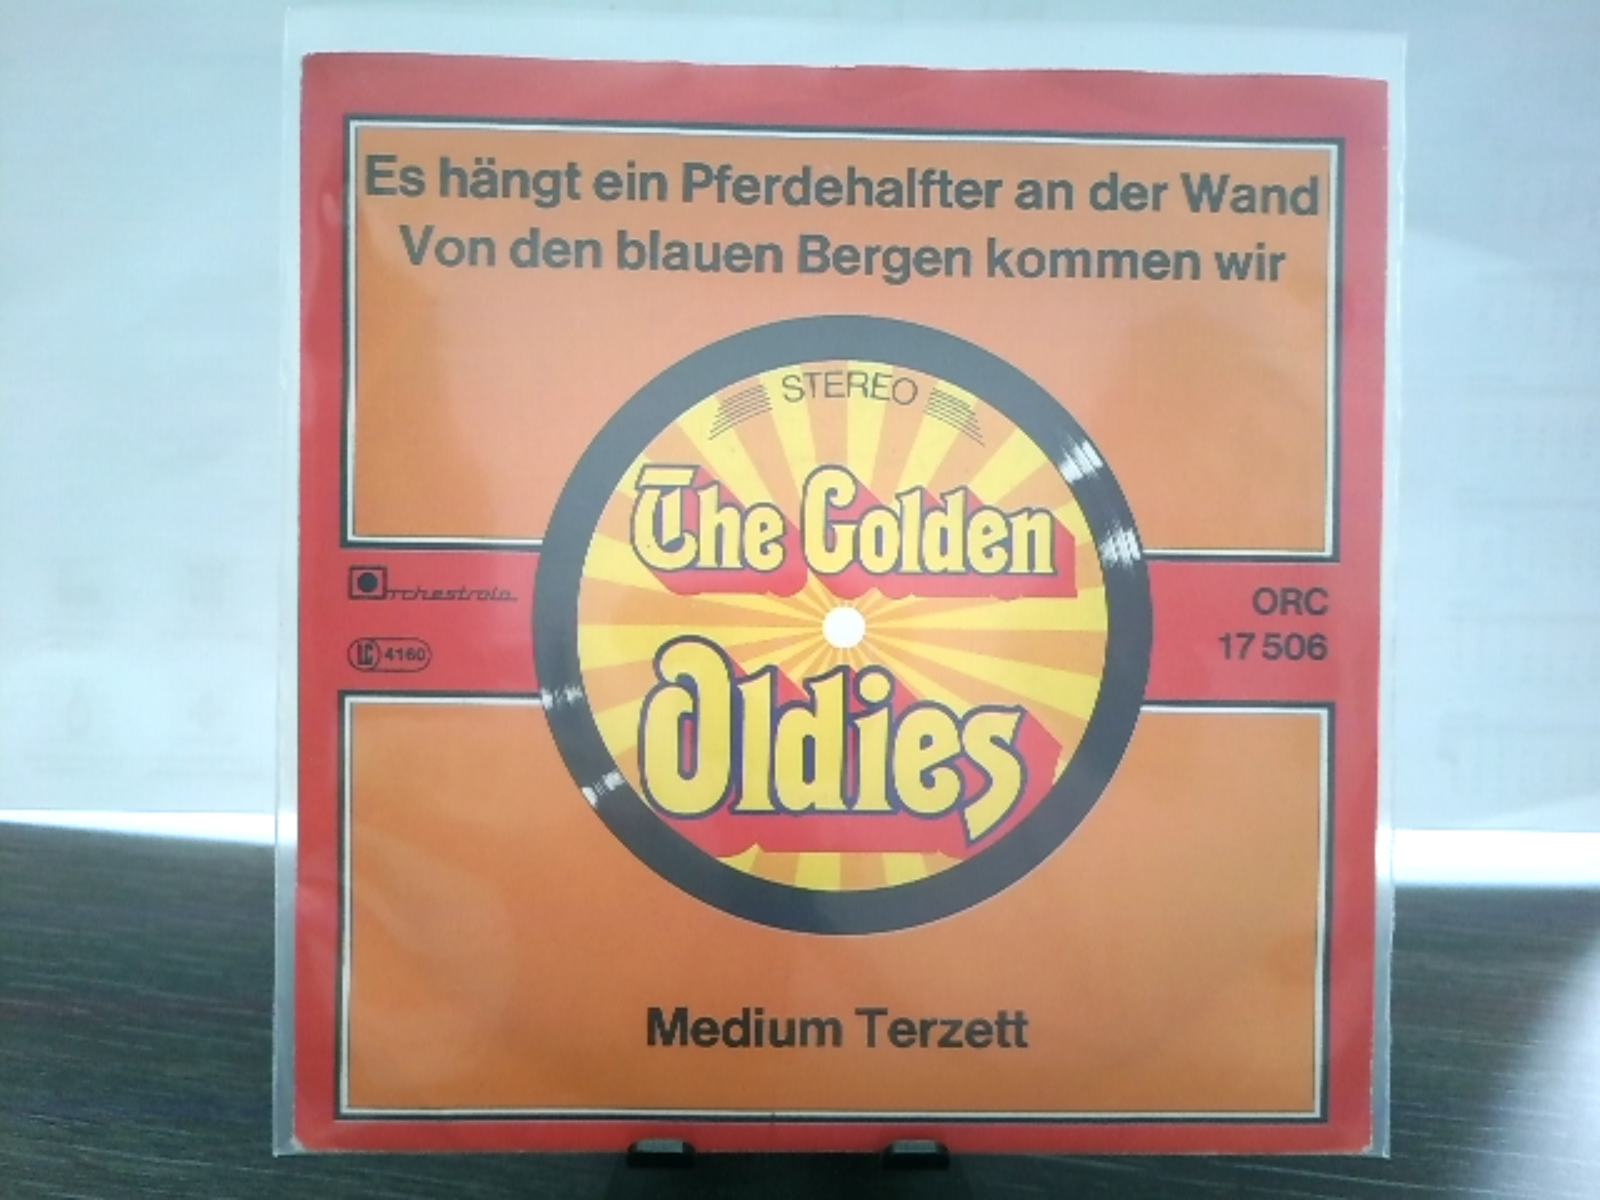 Es hängt ein Pferdehalfter an der Wand
Von den blauen Bergen kommen wir
STEREO
The Golden
Oldies
Orchestrola
LC 4160
ORC
17 506
Medium Terzett